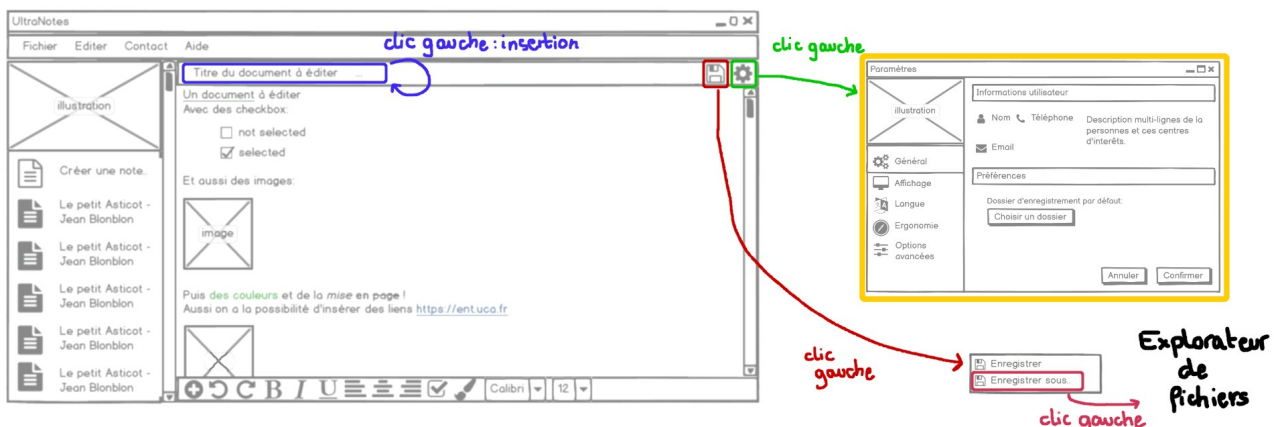 UltraNotes
Fichier Editer Contact Aide
clic gauche : insertion
clic gauche
Titre du document à éditer ...
illustration
Un document à éditer
Avec des checkbox:
not selected
selected
Et aussi des images:
image
Puis des couleurs et de la mise en page !
Aussi on a la possibilité d'insérer des liens https://ent.uca.fr
Créer une note..
Le petit Asticot -
Jean Blonblon
Le petit Asticot -
Jean Blonblon
Le petit Asticot -
Jean Blonblon
Le petit Asticot -
Jean Blonblon
Le petit Asticot -
Jean Blonblon
B I U Calibri 12
Paramètres
illustration
Informations utilisateur
Nom Téléphone
Email
Description multi-lignes de la
personnes et ces centres
d'interêts.
Général
Affichage
Langue
Ergonomie
Options
avancées
Préférences
Dossier d'enregistrement par défaut:
Choisir un dossier
Annuler Confirmer
clic
gauche
Enregistrer
Enregistrer sous..
clic gauche
Explorateur
de
fichiers